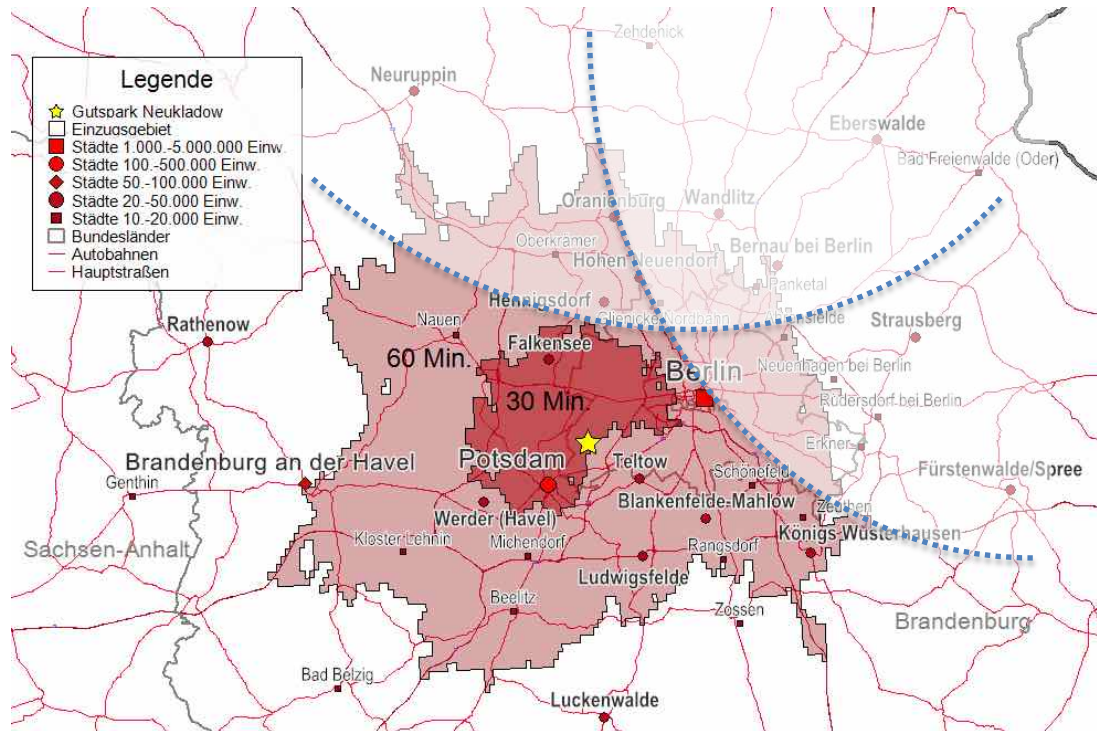 Legende
Gutspark Neukladow
Einzugsgebiet
Städte 1.000.-5.000.000 Einw.
Städte 100.-500.000 Einw.
Städte 50.-100.000 Einw.
Städte 20.-50.000 Einw.
Städte 10.-20.000 Einw.
Bundesländer
Autobahnen
Hauptstraßen
Zehdenick
Neuruppin
Eberswalde
Bad Freienwalde (Oder)
Oranienburg
Wandlitz
Oberkrämer
Bernau bei Berlin
Hohen Neuendorf
Panketal
Hennigsdorf
Glienicke/Nordbahn
Nauen
Rathenow
Strausberg
Falkensee
60 Min.
Berlin
Neuenhagen bei Berlin
30 Min.
Rüdersdorf bei Berlin
Erkner
Brandenburg an der Havel
Potsdam
Teltow
Schönefeld
Fürstenwalde/Spree
Genthin
Werder (Havel)
Blankenfelde-Mahlow
Zeuthen
Königs Wusterhausen
Sachsen-Anhalt
Kloster Lehnin
Michendorf
Rangsdorf
Ludwigsfelde
Beelitz
Zossen
Brandenburg
Bad Belzig
Luckenwalde